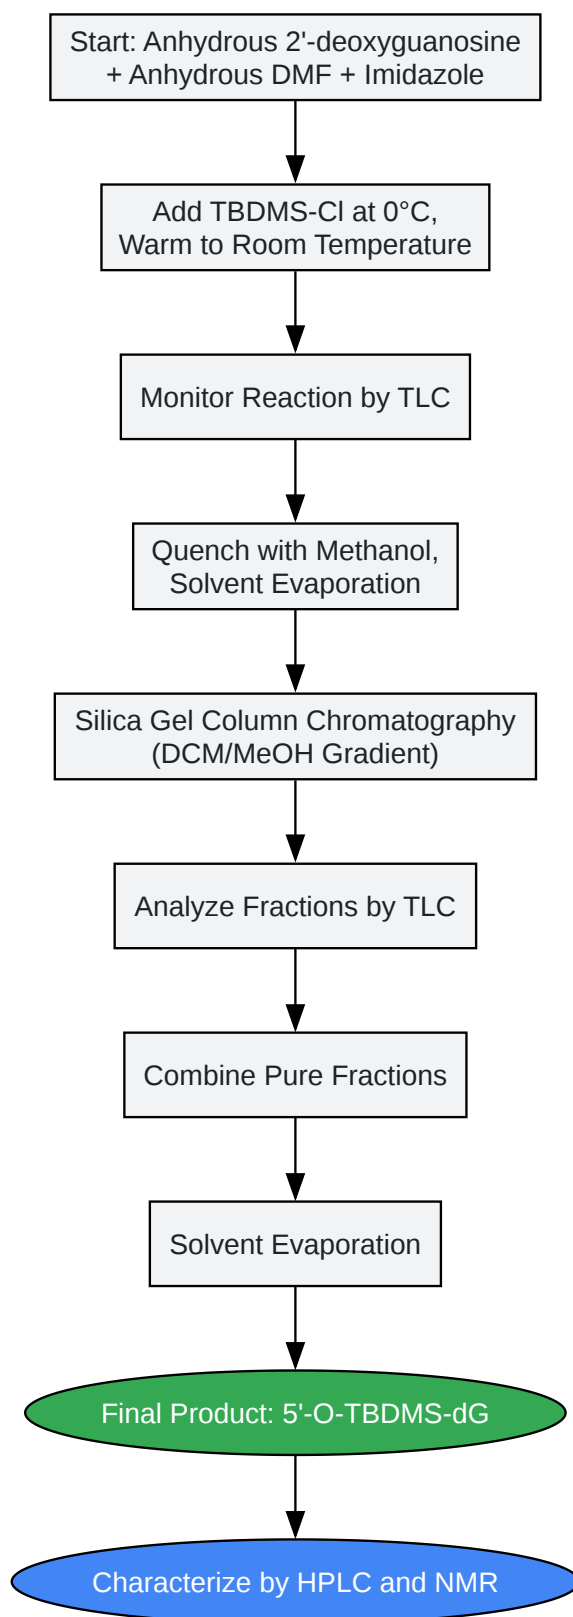 Start: Anhydrous 2'-deoxyguanosine
+ Anhydrous DMF + Imidazole
Add TBDMS-Cl at 0°C,
Warm to Room Temperature
Monitor Reaction by TLC
Quench with Methanol,
Solvent Evaporation
Silica Gel Column Chromatography
(DCM/MeOH Gradient)
Analyze Fractions by TLC
Combine Pure Fractions
Solvent Evaporation
Final Product: 5'-O-TBDMS-dG
Characterize by HPLC and NMR